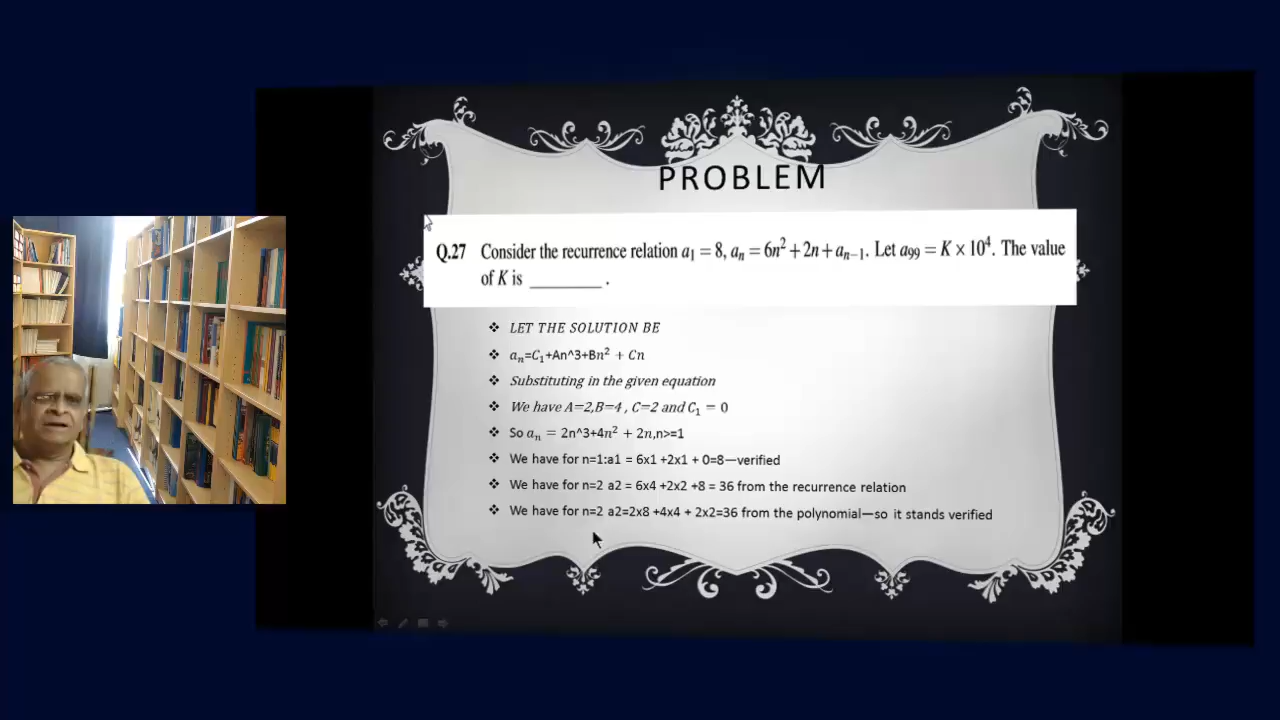 PROBLEM
Q.27 Consider the recurrence relation a₁ = 8, aₙ = 6n² + 2n + aₙ₋₁. Let a₉₉ = K × 10⁴. The value
of K is ________ .
❖ LET THE SOLUTION BE
❖ aₙ=C₁+An^3+Bn² + Cn
❖ Substituting in the given equation
❖ We have A=2,B=4 , C=2 and C₁ = 0
❖ So aₙ = 2n^3+4n² + 2n,n>=1
❖ We have for n=1:a1 = 6x1 +2x1 + 0=8—verified
❖ We have for n=2 a2 = 6x4 +2x2 +8 = 36 from the recurrence relation
❖ We have for n=2 a2=2x8 +4x4 + 2x2=36 from the polynomial—so it stands verified